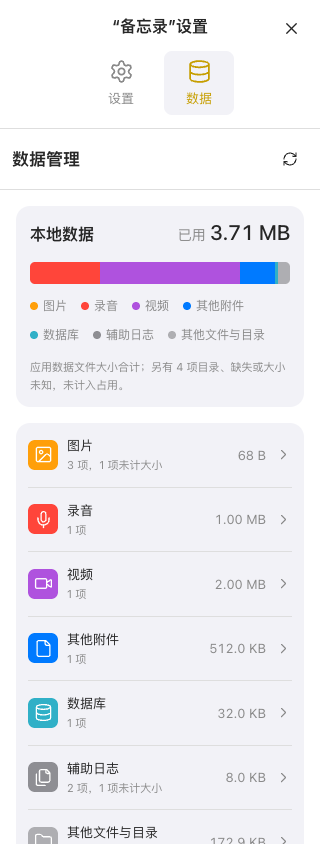 “备忘录”设置
设置
数据
数据管理
本地数据
已用 3.71 MB
图片
录音
视频
其他附件
数据库
辅助日志
其他文件与目录
应用数据文件大小合计；另有 4 项目录、缺失或大小
未知，未计入占用。
图片
68 B
3 项，1 项未计大小
录音
1.00 MB
1 项
视频
2.00 MB
1 项
其他附件
512.0 KB
1 项
数据库
32.0 KB
1 项
辅助日志
8.0 KB
2 项，1 项未计大小
其他文件与目录
172.9 KB